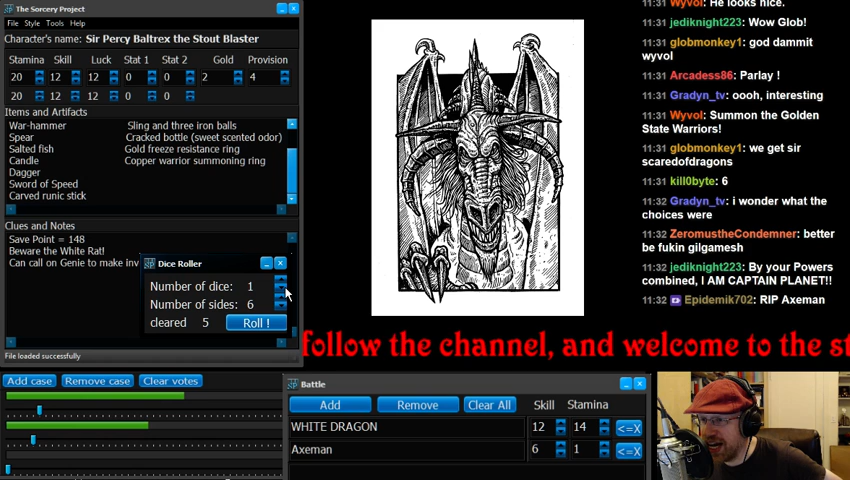 The Sorcery Project
File Style Tools Help
Character's name: Sir Percy Baltrex the Stout Blaster
Stamina Skill Luck Stat 1 Stat 2 Gold Provision
20 12 12 0 0 2 4
20 12 12 0 0
Items and Artifacts
War-hammer Sling and three iron balls
Spear Cracked bottle (sweet scented odor)
Salted fish Gold freeze resistance ring
Candle Copper warrior summoning ring
Dagger
Sword of Speed
Carved runic stick
Clues and Notes
Save Point = 148
Beware the White Rat!
Can call on Genie to make inv
Dice Roller
Number of dice: 1
Number of sides: 6
cleared 5 Roll !
File loaded successfully
Add case Remove case Clear votes
follow the channel, and welcome to the st
Battle
Add Remove Clear All Skill Stamina
WHITE DRAGON 12 14 <=X
Axeman 6 1 <=X
Wyvol: He looks nice.
11:31 jediknight223: Wow Glob!
11:31 globmonkey1: god dammit
wyvol
11:31 Arcadess86: Parlay !
11:31 Gradyn_tv: oooh, interesting
11:31 Wyvol: Summon the Golden
State Warriors!
11:31 globmonkey1: we get sir
scaredofdragons
11:31 kill0byte: 6
11:32 Gradyn_tv: i wonder what the
choices were
11:32 ZeromustheCondemner: better
be fukin gilgamesh
11:32 jediknight223: By your Powers
combined, I AM CAPTIAN PLANET!!
11:32 Epidemik702: RIP Axeman